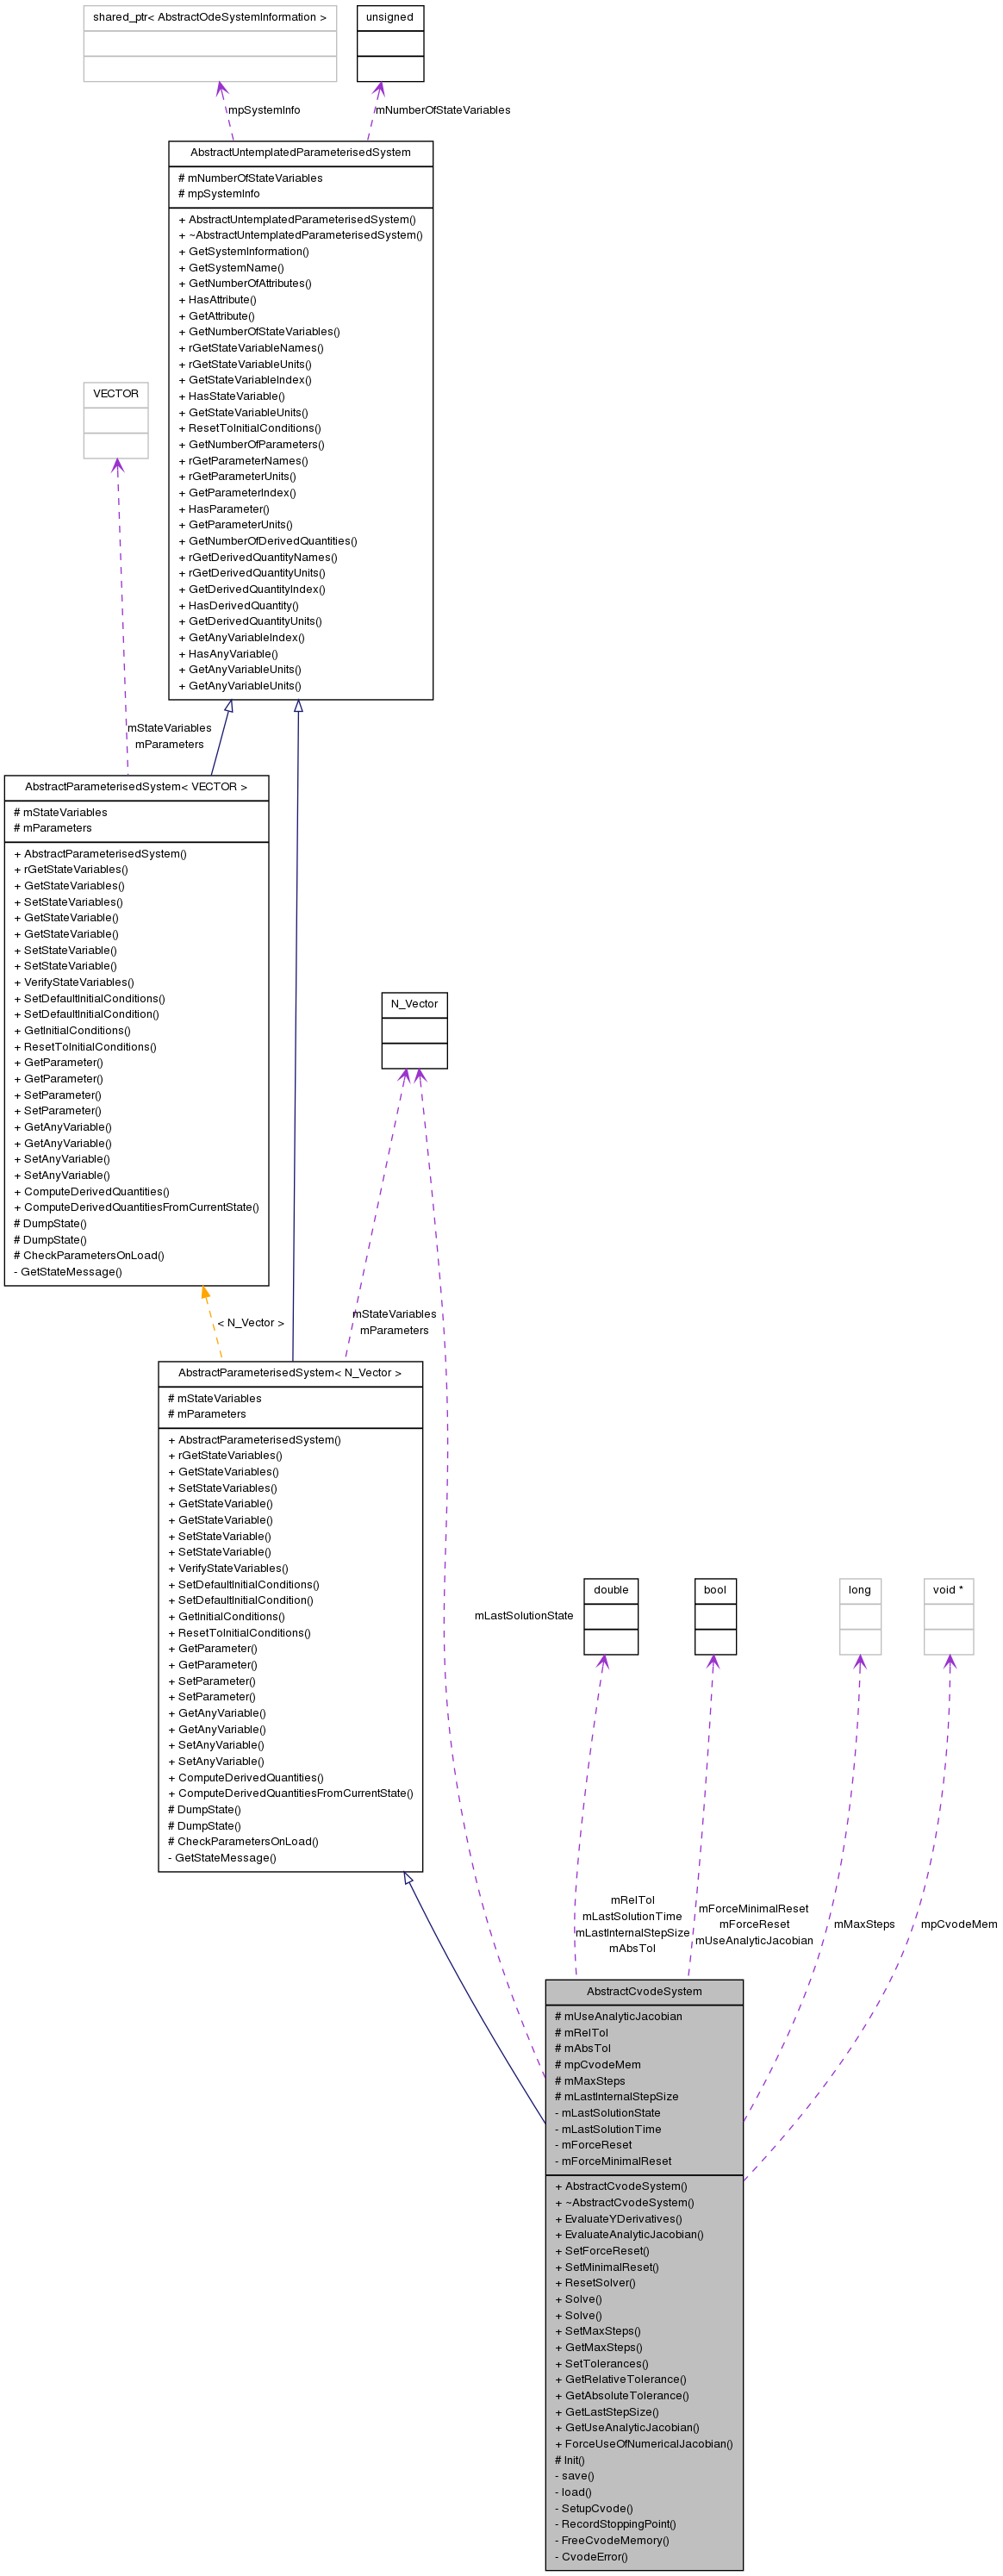 shared_ptr< AbstractOdeSystemInformation >
unsigned
mpSystemInfo
mNumberOfStateVariables
AbstractUntemplatedParameterisedSystem
# mNumberOfStateVariables
# mpSystemInfo
+ AbstractUntemplatedParameterisedSystem()
+ ~AbstractUntemplatedParameterisedSystem()
+ GetSystemInformation()
+ GetSystemName()
+ GetNumberOfAttributes()
+ HasAttribute()
+ GetAttribute()
+ GetNumberOfStateVariables()
+ rGetStateVariableNames()
+ rGetStateVariableUnits()
+ GetStateVariableIndex()
+ HasStateVariable()
+ GetStateVariableUnits()
+ ResetToInitialConditions()
+ GetNumberOfParameters()
+ rGetParameterNames()
+ rGetParameterUnits()
+ GetParameterIndex()
+ HasParameter()
+ GetParameterUnits()
+ GetNumberOfDerivedQuantities()
+ rGetDerivedQuantityNames()
+ rGetDerivedQuantityUnits()
+ GetDerivedQuantityIndex()
+ HasDerivedQuantity()
+ GetDerivedQuantityUnits()
+ GetAnyVariableIndex()
+ HasAnyVariable()
+ GetAnyVariableUnits()
+ GetAnyVariableUnits()
VECTOR
mStateVariables
mParameters
AbstractParameterisedSystem< VECTOR >
# mStateVariables
# mParameters
+ AbstractParameterisedSystem()
+ rGetStateVariables()
+ GetStateVariables()
+ SetStateVariables()
+ GetStateVariable()
+ GetStateVariable()
+ SetStateVariable()
+ SetStateVariable()
+ VerifyStateVariables()
+ SetDefaultInitialConditions()
+ SetDefaultInitialCondition()
+ GetInitialConditions()
+ ResetToInitialConditions()
+ GetParameter()
+ GetParameter()
+ SetParameter()
+ SetParameter()
+ GetAnyVariable()
+ GetAnyVariable()
+ SetAnyVariable()
+ SetAnyVariable()
+ ComputeDerivedQuantities()
+ ComputeDerivedQuantitiesFromCurrentState()
# DumpState()
# DumpState()
# CheckParametersOnLoad()
- GetStateMessage()
N_Vector
< N_Vector >
mStateVariables
mParameters
AbstractParameterisedSystem< N_Vector >
# mStateVariables
# mParameters
+ AbstractParameterisedSystem()
+ rGetStateVariables()
+ GetStateVariables()
+ SetStateVariables()
+ GetStateVariable()
+ GetStateVariable()
+ SetStateVariable()
+ SetStateVariable()
+ VerifyStateVariables()
+ SetDefaultInitialConditions()
+ SetDefaultInitialCondition()
+ GetInitialConditions()
+ ResetToInitialConditions()
+ GetParameter()
+ GetParameter()
+ SetParameter()
+ SetParameter()
+ GetAnyVariable()
+ GetAnyVariable()
+ SetAnyVariable()
+ SetAnyVariable()
+ ComputeDerivedQuantities()
+ ComputeDerivedQuantitiesFromCurrentState()
# DumpState()
# DumpState()
# CheckParametersOnLoad()
- GetStateMessage()
mLastSolutionState
double
bool
long
void *
mRelTol
mLastSolutionTime
mLastInternalStepSize
mAbsTol
mForceMinimalReset
mForceReset
mUseAnalyticJacobian
mMaxSteps
mpCvodeMem
AbstractCvodeSystem
# mUseAnalyticJacobian
# mRelTol
# mAbsTol
# mpCvodeMem
# mMaxSteps
# mLastInternalStepSize
- mLastSolutionState
- mLastSolutionTime
- mForceReset
- mForceMinimalReset
+ AbstractCvodeSystem()
+ ~AbstractCvodeSystem()
+ EvaluateYDerivatives()
+ EvaluateAnalyticJacobian()
+ SetForceReset()
+ SetMinimalReset()
+ ResetSolver()
+ Solve()
+ Solve()
+ SetMaxSteps()
+ GetMaxSteps()
+ SetTolerances()
+ GetRelativeTolerance()
+ GetAbsoluteTolerance()
+ GetLastStepSize()
+ GetUseAnalyticJacobian()
+ ForceUseOfNumericalJacobian()
# Init()
- save()
- load()
- SetupCvode()
- RecordStoppingPoint()
- FreeCvodeMemory()
- CvodeError()